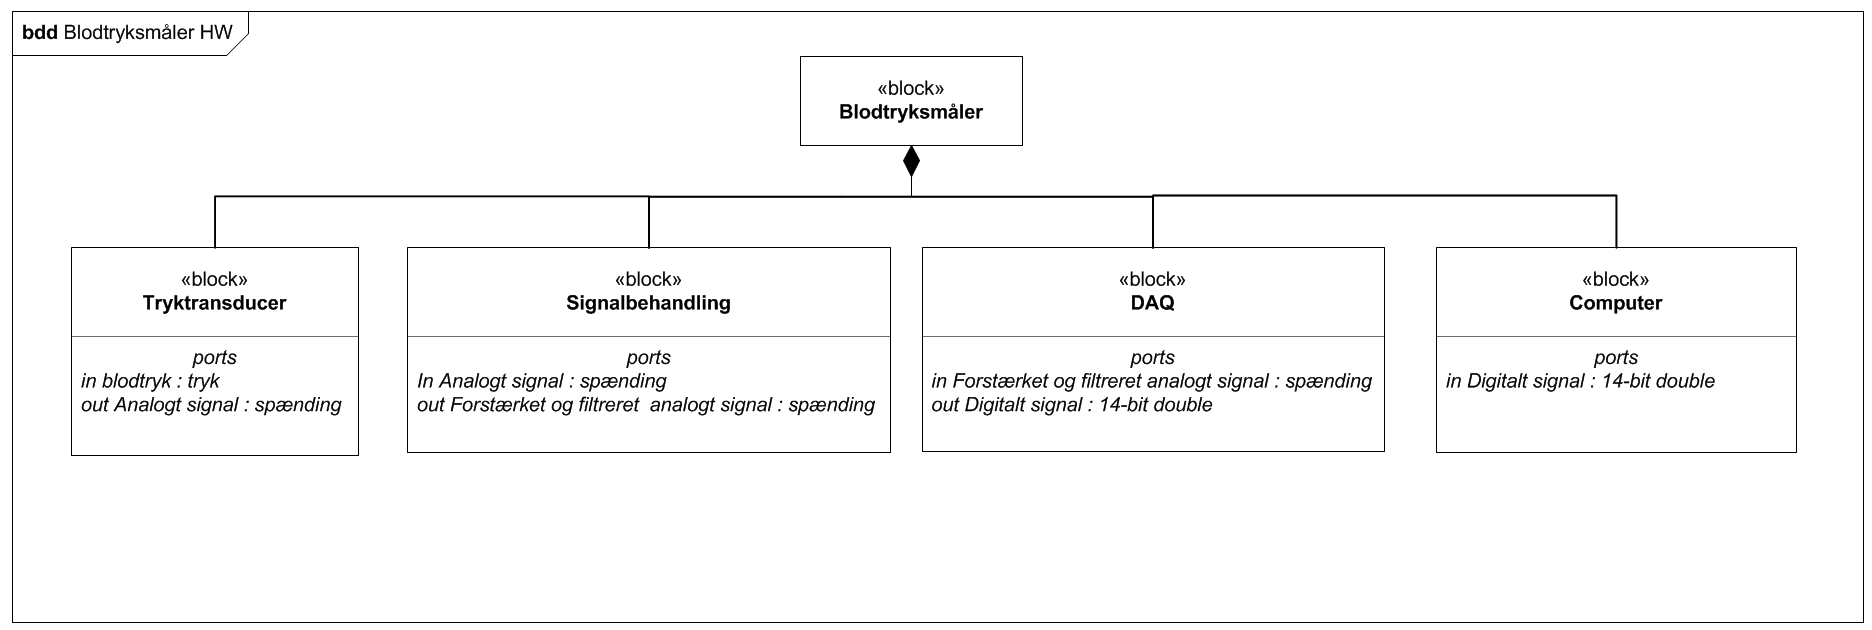 bdd Blodtryksmåler HW
«block»
Blodtryksmåler
«block»
Tryktransducer
ports
in blodtryk : tryk
out Analogt signal : spænding
«block»
Signalbehandling
ports
In Analogt signal : spænding
out Forstærket og filtreret  analogt signal : spænding
«block»
DAQ
ports
in Forstærket og filtreret analogt signal : spænding
out Digitalt signal : 14-bit double
«block»
Computer
ports
in Digitalt signal : 14-bit double